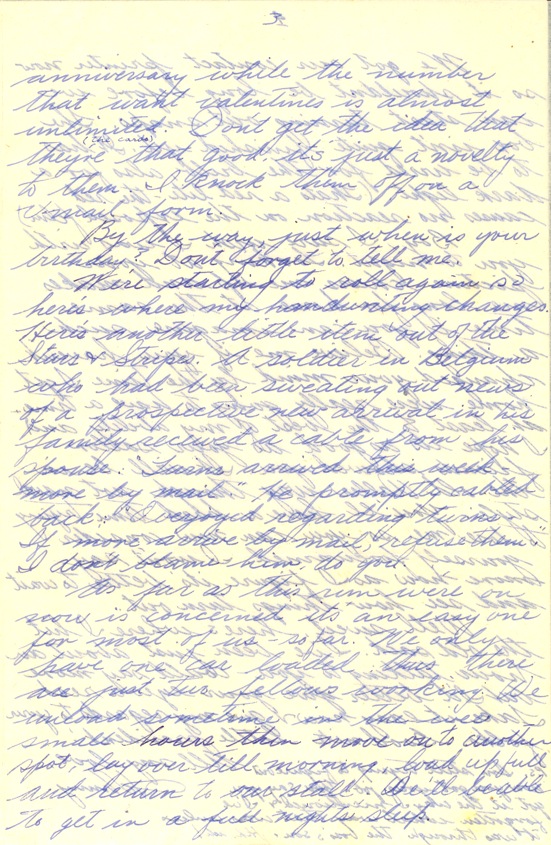 3
anniversary while the number
that want valentines is almost
unlimited. Don't get the idea that
(the cards)
they're that good. it's just a novelty
to them. I knock them off on a
V-mail form.
By the way, just when is your
birthday? Don't forget to tell me.
We're starting to roll again so
here's where my handwriting changes.
Here's another little item out of the
Stars & Stripes. A soldier in Belgium
who had been sweating out news
of a prospective new arrival in his
family received a cable from his
spouse. "Twins arrived this week -
more by mail." He promptly cabled
back: "Overjoyed regarding twins.
If more arrive by mail, refuse them."
I don't blame him, do you.
As far as this run were on
now is concerned its an easy one
for most of us - so far. We only
have one car loaded thus there
are just two fellows working. We
unload sometime in the wee
small hours then move on to another
spot, lay over till morning, load up full
and return to our stall. We'll be able
to get in a full nights sleep.